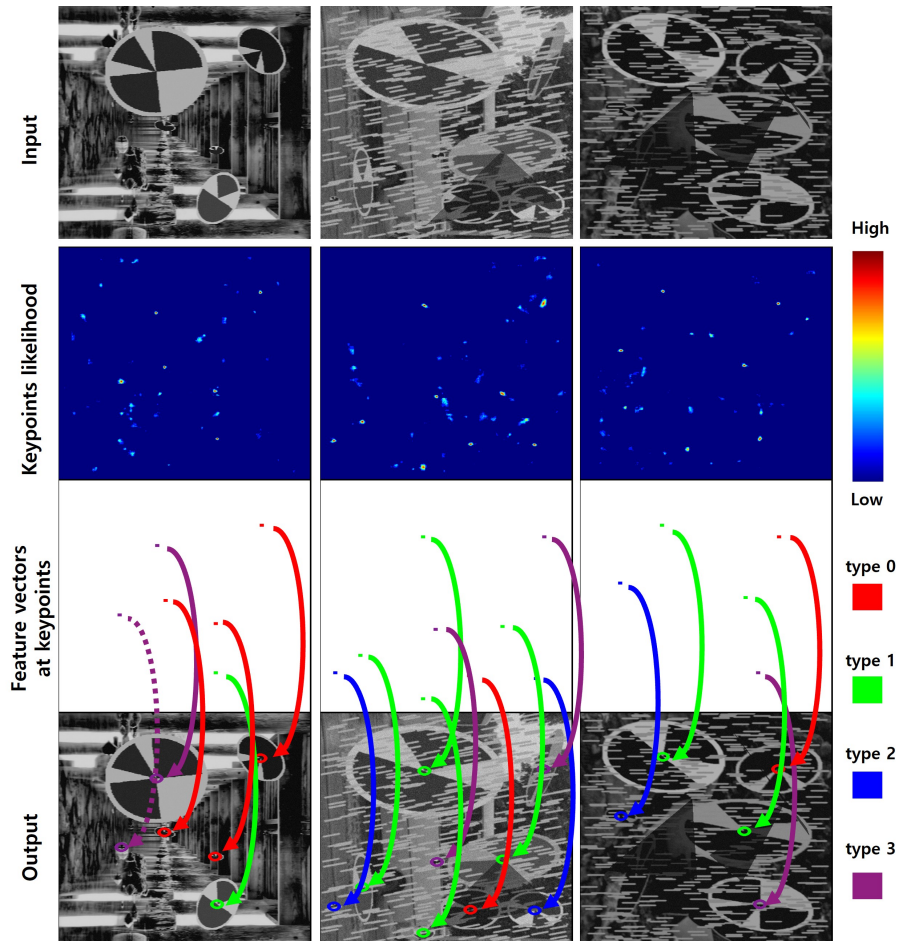 Input
Keypoints likelihood
High
Low
Feature vectors
at keypoints
type 0
type 1
type 2
type 3
Output